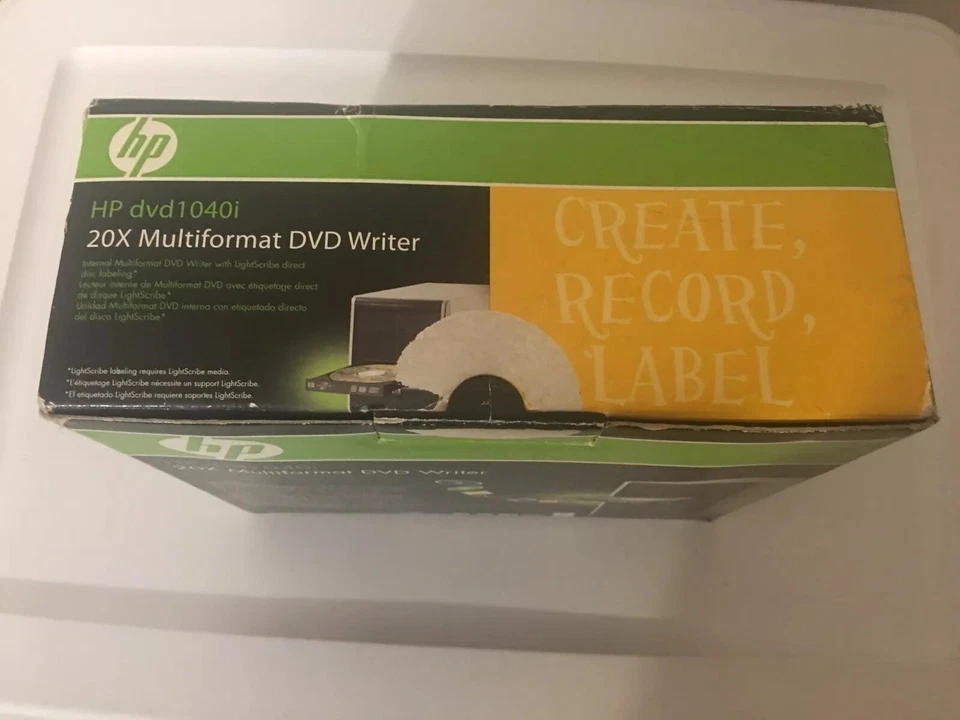 hp
HP dvd1040i
20X Multiformat DVD Writer
Internal Multiformat DVD Writer with LightScribe direct
disc labeling*
Lecteur interne de Multiformat DVD avec étiquetage direct
de disque LightScribe*
Unidad Multiformat DVD interna con etiquetado directo
del disco LightScribe*
*LightScribe labeling requires LightScribe media.
*L'étiquetage LightScribe nécessite un support LightScribe.
*El etiquetado LightScribe requiere soportes LightScribe.
CREATE,
RECORD,
LABEL
hp
20X Multiformat DVD Writer